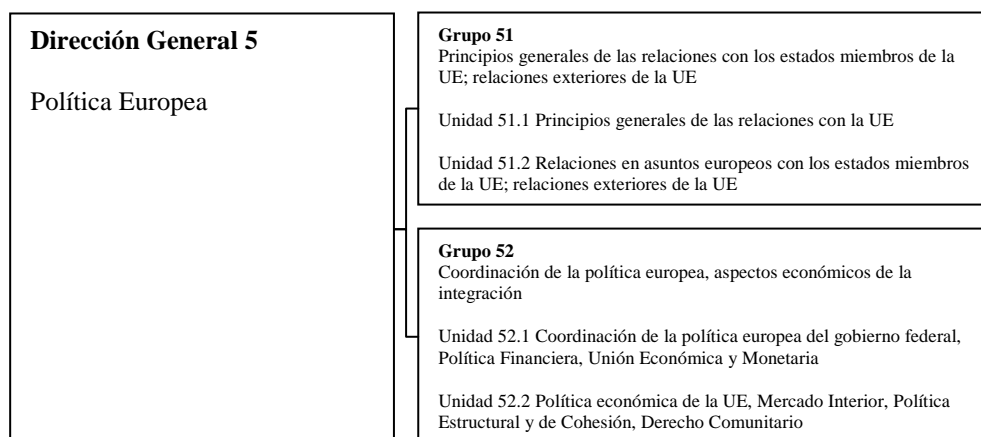 Dirección General 5
Política Europea
Grupo 51
Principios generales de las relaciones con los estados miembros de la
UE; relaciones exteriores de la UE
Unidad 51.1 Principios generales de las relaciones con la UE
Unidad 51.2 Relaciones en asuntos europeos con los estados miembros
de la UE; relaciones exteriores de la UE
Grupo 52
Coordinación de la política europea, aspectos económicos de la
integración
Unidad 52.1 Coordinación de la política europea del gobierno federal,
Política Financiera, Unión Económica y Monetaria
Unidad 52.2 Política económica de la UE, Mercado Interior, Política
Estructural y de Cohesión, Derecho Comunitario